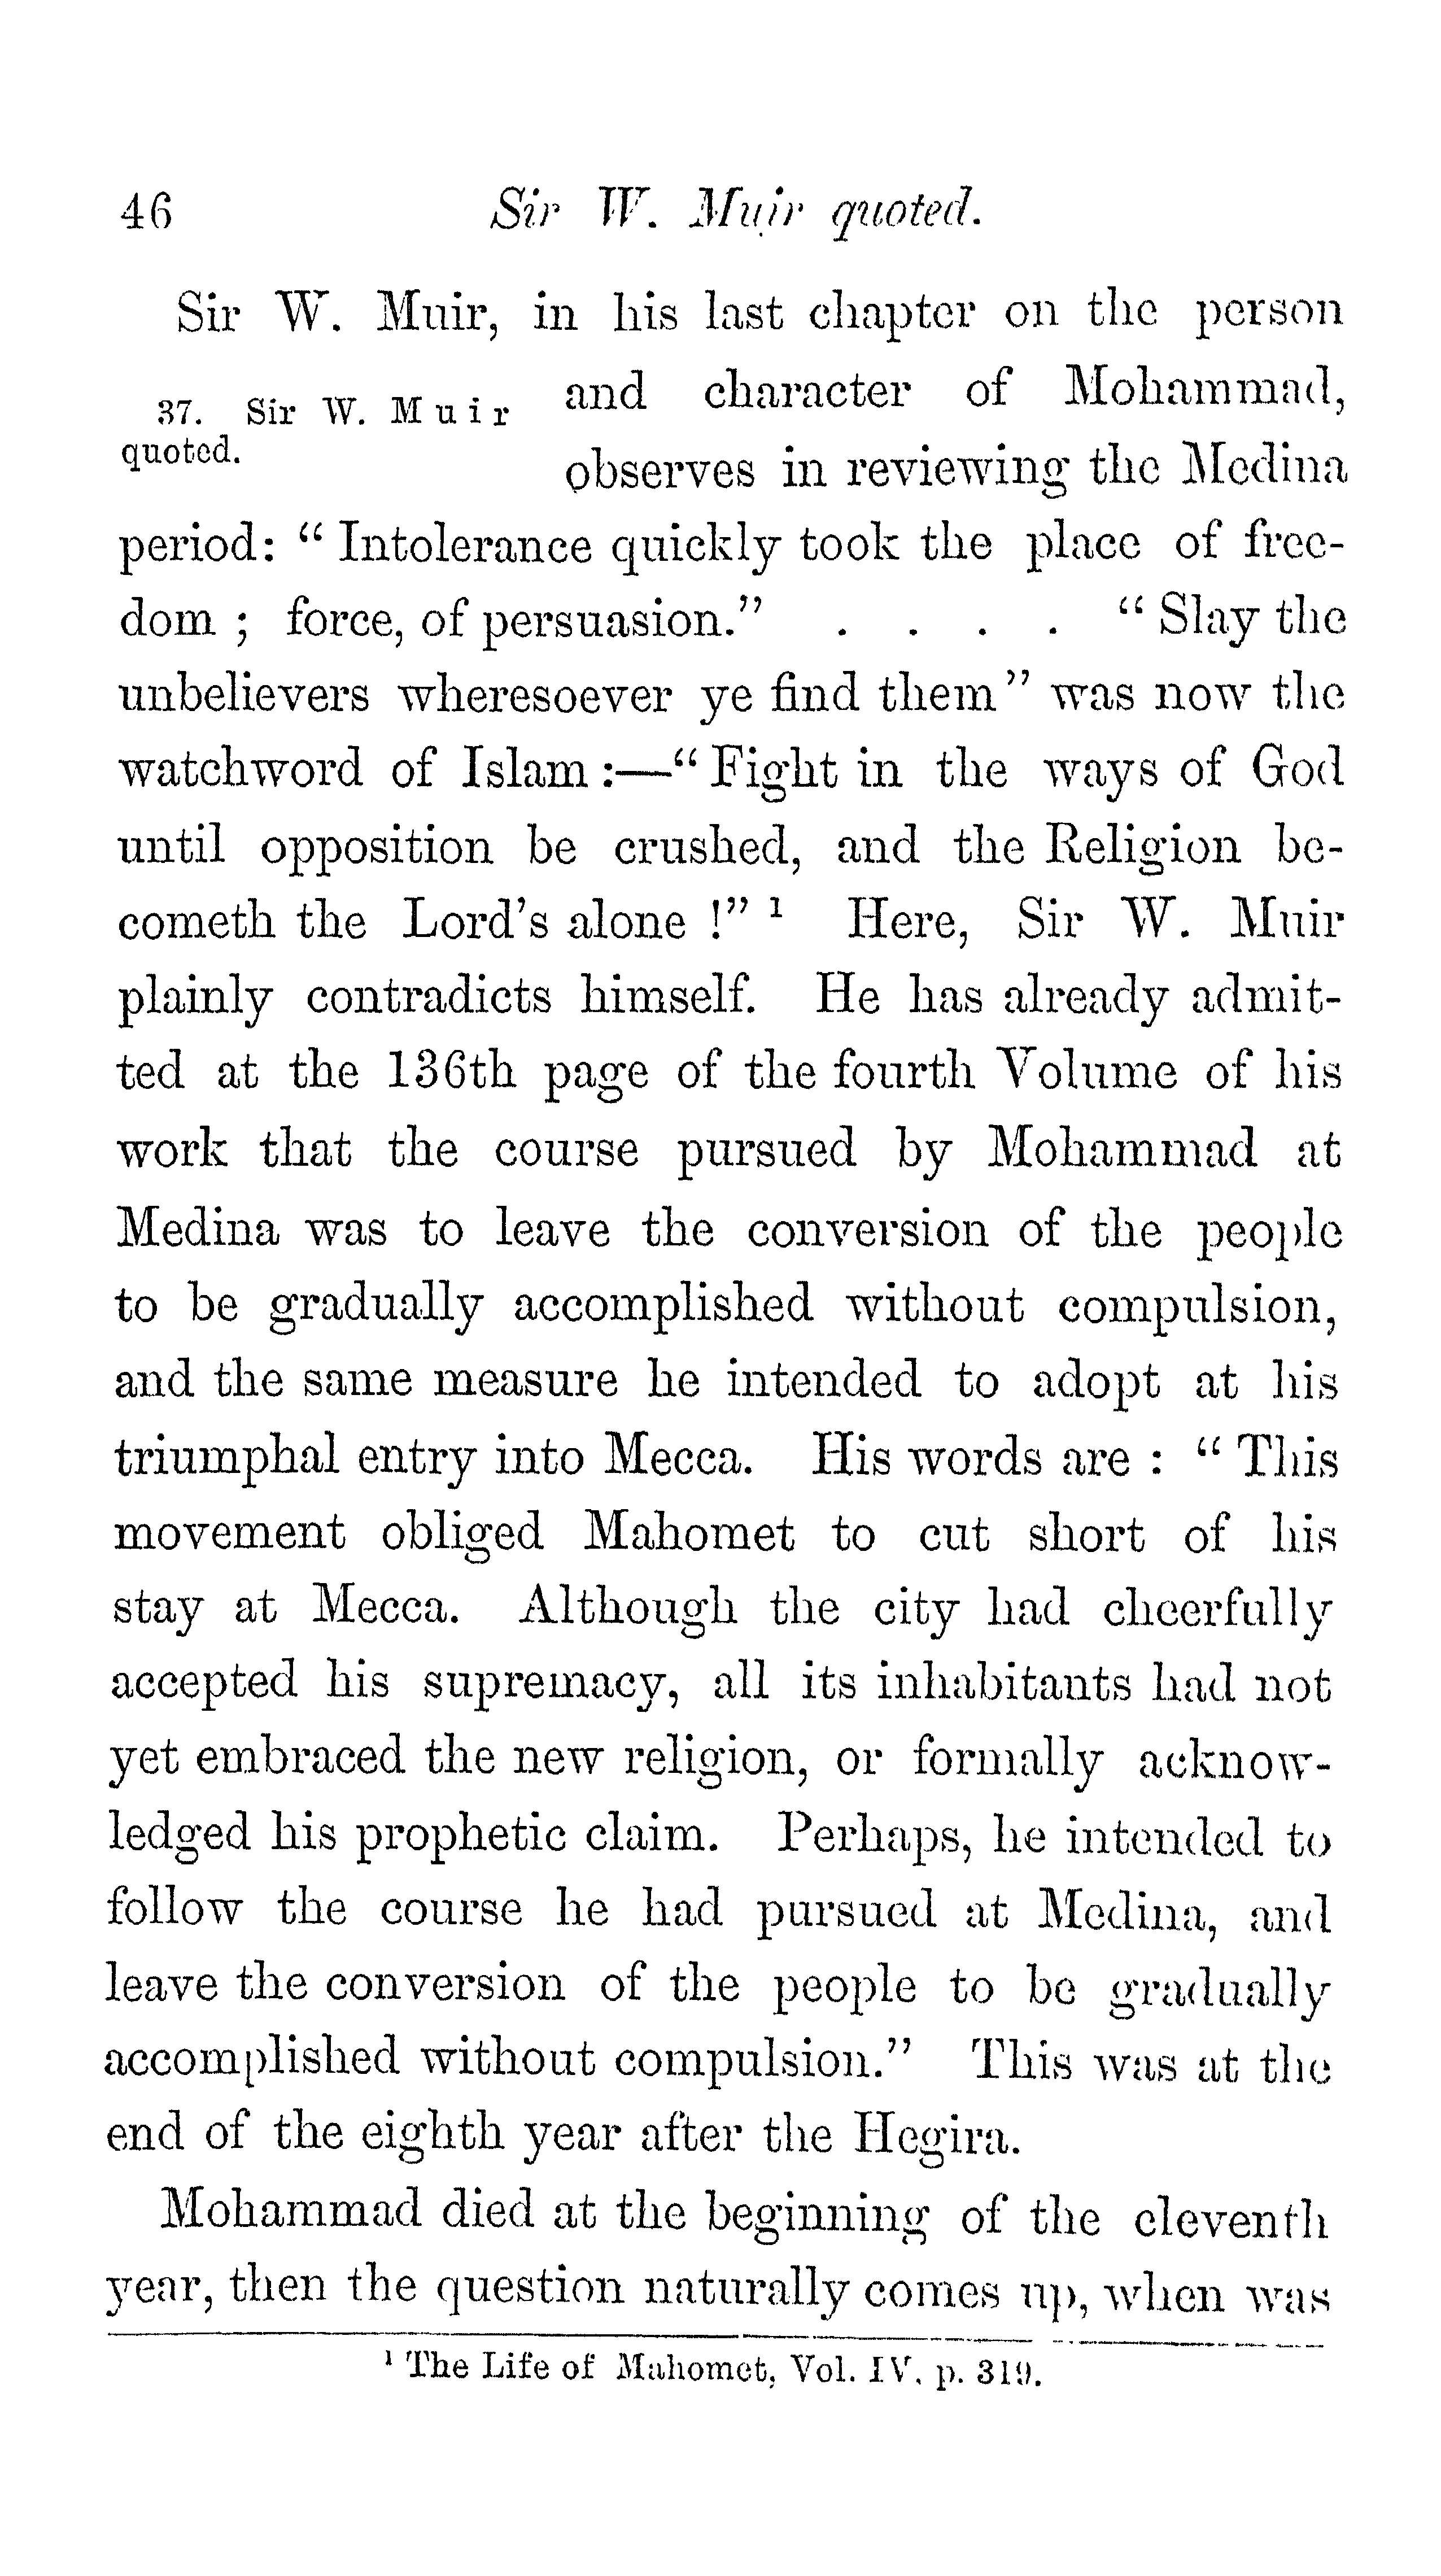 46 Sir W. Muir quoted.
Sir W. Muir, in his last chapter on the person
37. Sir W. Muir quoted.
and character of Mohammad,
observes in reviewing the Medina
period: “Intolerance quickly took the place of free-
dom ; force, of persuasion.” . . . . “Slay the
unbelievers wheresoever ye find them” was now the
watchword of Islam :—“Fight in the ways of God
until opposition be crushed, and the Religion be-
cometh the Lord's alone !” ¹ Here, Sir W. Muir
plainly contradicts himself. He has already admit-
ted at the 136th page of the fourth Volume of his
work that the course pursued by Mohammad at
Medina was to leave the conversion of the people
to be gradually accomplished without compulsion,
and the same measure he intended to adopt at his
triumphal entry into Mecca. His words are : “This
movement obliged Mahomet to cut short of his
stay at Mecca. Although the city had cheerfully
accepted his supremacy, all its inhabitants had not
yet embraced the new religion, or formally acknow-
ledged his prophetic claim. Perhaps, he intended to
follow the course he had pursued at Medina, and
leave the conversion of the people to be gradually
accomplished without compulsion.” This was at the
end of the eighth year after the Hegira.
Mohammad died at the beginning of the eleventh
year, then the question naturally comes up, when was
¹ The Life of Mahomet, Vol. IV. p. 319.